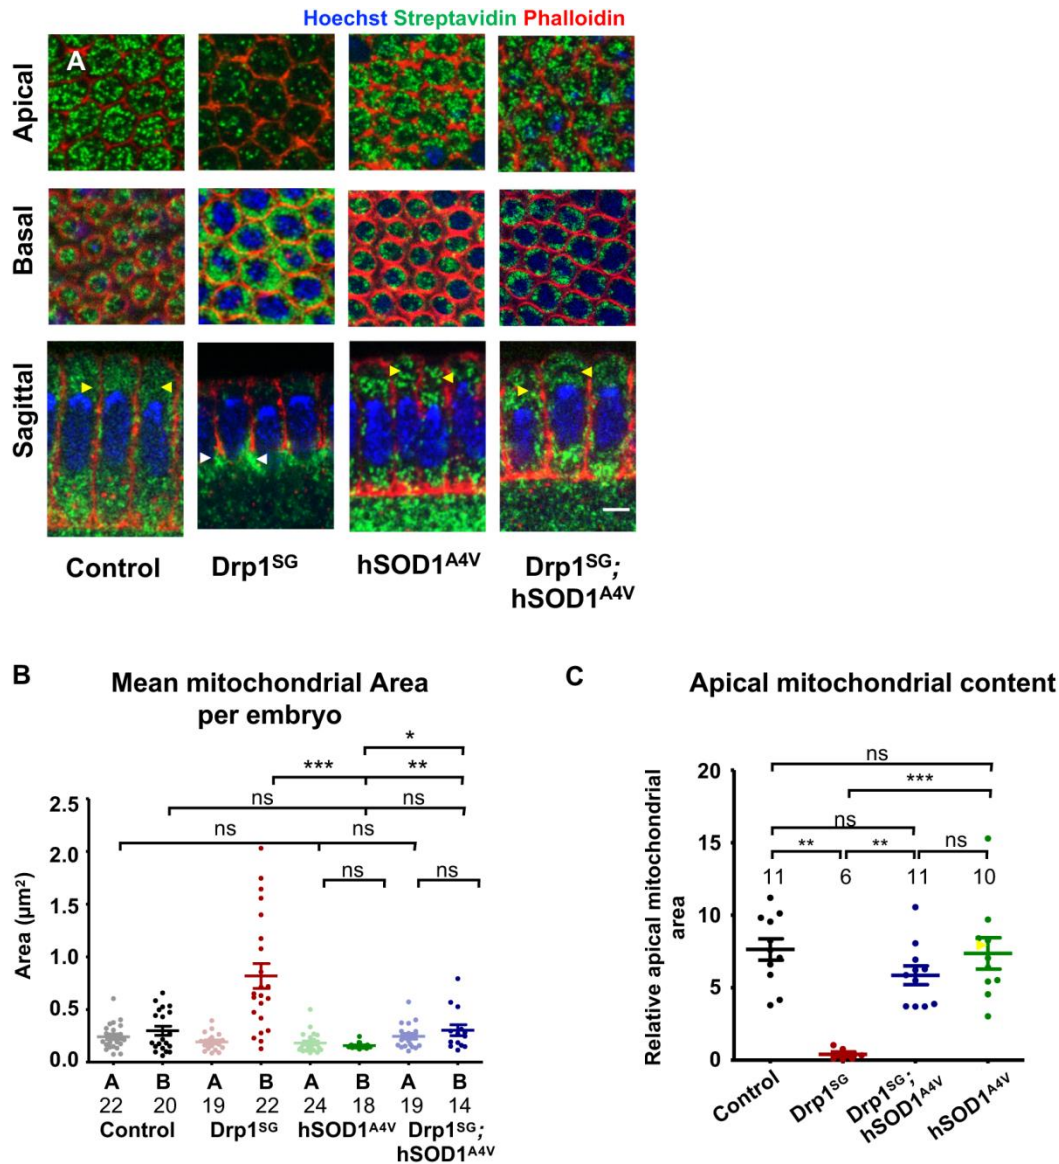 Hoechst Streptavidin Phalloidin
A
Apical
Basal
Sagittal
Control
Drp1SG
hSOD1A4V
Drp1SG;
hSOD1A4V
B
Mean mitochondrial Area
per embryo
*
*** **
ns ns
ns ns
ns ns
Area (µm²)
2.5
2.0
1.5
1.0
0.5
0.0
A B A B A B A B
22 20 19 22 24 18 19 14
Control Drp1SG hSOD1A4V Drp1SG;
hSOD1A4V
C
Apical mitochondrial content
ns
***
ns
** ** ns
11 6 11 10
Relative apical mitochondrial
area
20
15
10
5
0
Control
Drp1SG
Drp1SG;
hSOD1A4V
hSOD1A4V